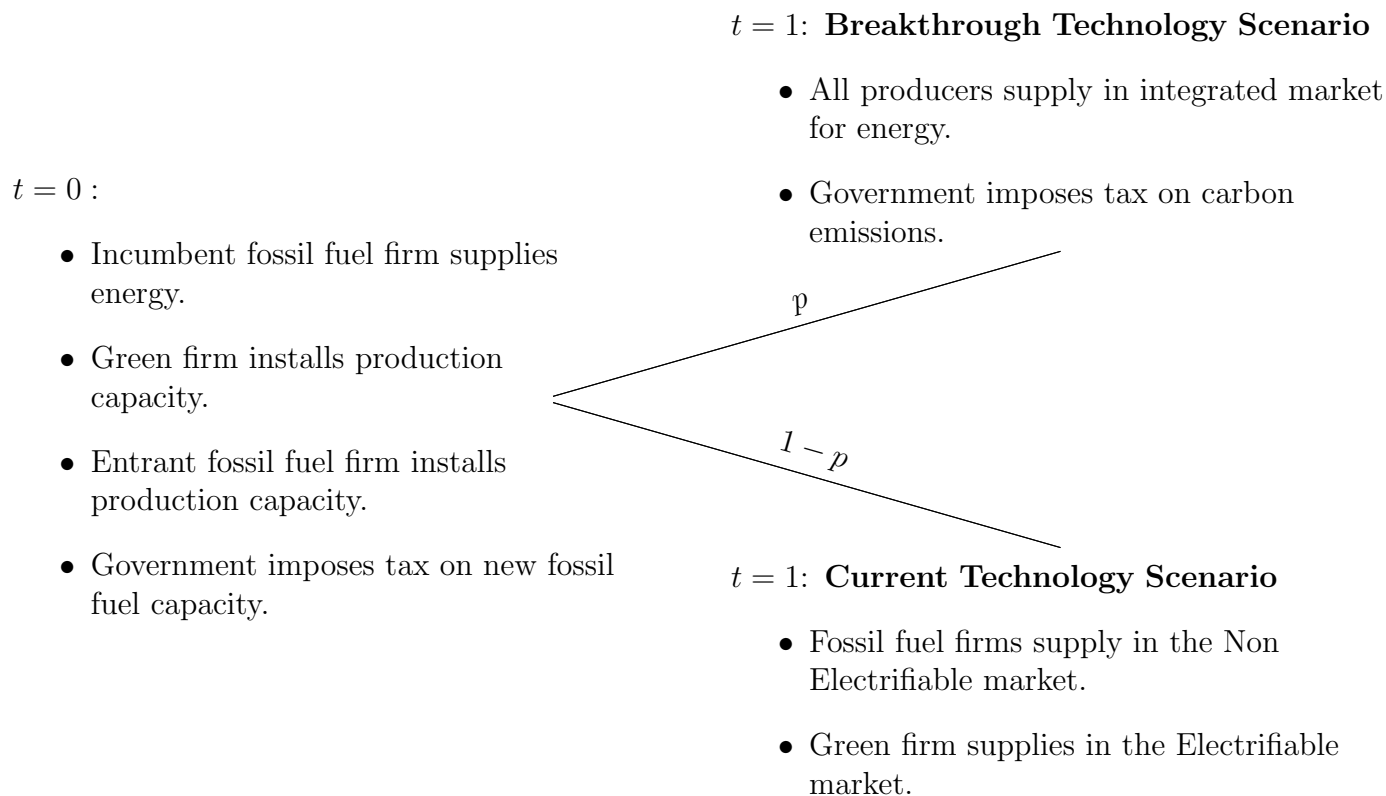 t = 0 :
• Incumbent fossil fuel firm supplies
energy.
• Green firm installs production
capacity.
• Entrant fossil fuel firm installs
production capacity.
• Government imposes tax on new fossil
fuel capacity.
p
1 − p
t = 1: Breakthrough Technology Scenario
• All producers supply in integrated market
for energy.
• Government imposes tax on carbon
emissions.
t = 1: Current Technology Scenario
• Fossil fuel firms supply in the Non
Electrifiable market.
• Green firm supplies in the Electrifiable
market.